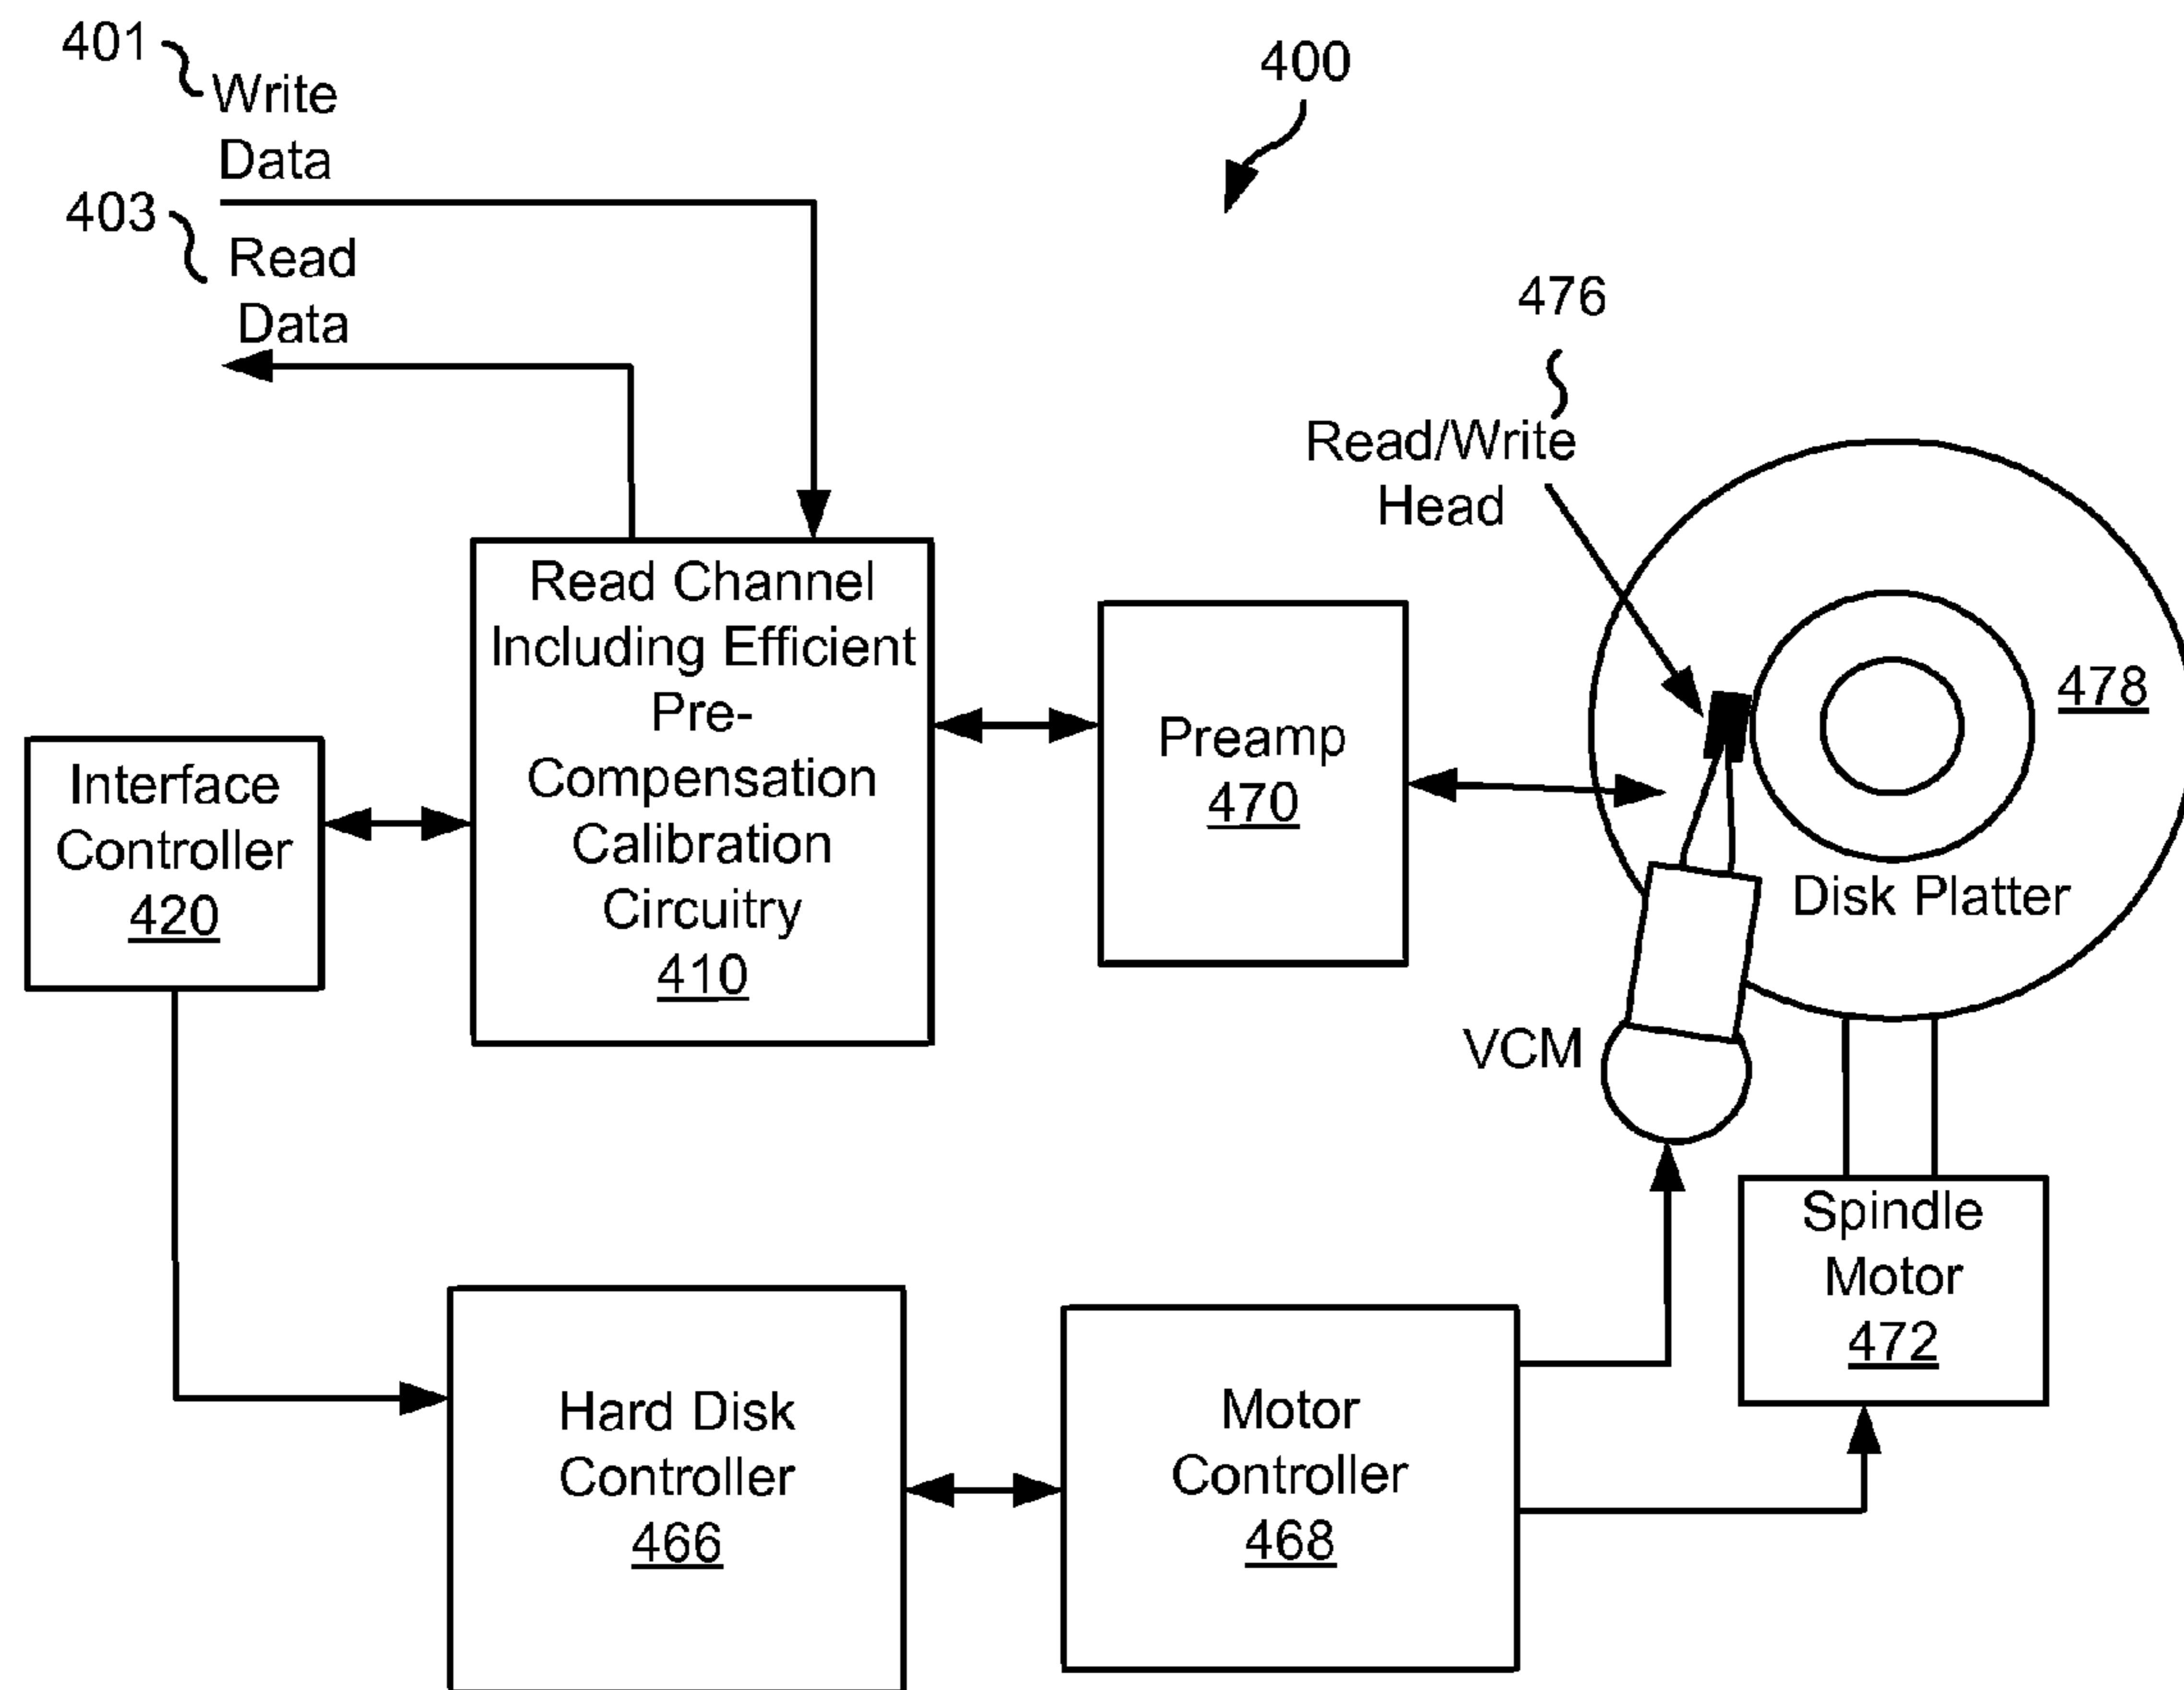 401
Write
Data
403
Read
Data
400
476
Read/Write
Head
Read Channel
Including Efficient
Pre-
Compensation
Calibration
Circuitry
410
Preamp
470
478
Disk Platter
Interface
Controller
420
VCM
Spindle
Motor
472
Hard Disk
Controller
466
Motor
Controller
468